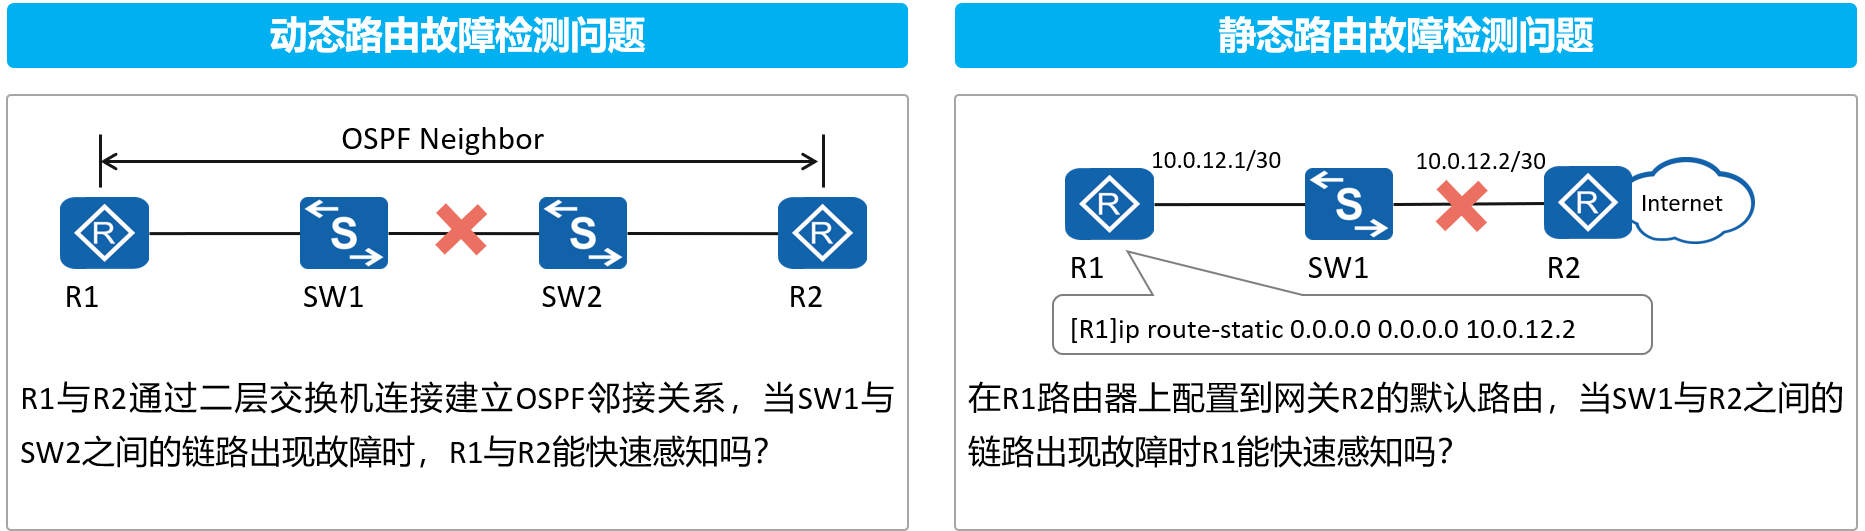 动态路由故障检测问题
OSPF Neighbor
R
S
S
R
R1
SW1
SW2
R2
R1与R2通过二层交换机连接建立OSPF邻接关系，当SW1与
SW2之间的链路出现故障时，R1与R2能快速感知吗？
静态路由故障检测问题
10.0.12.1/30
10.0.12.2/30
R
S
R
Internet
R1
SW1
R2
[R1]ip route-static 0.0.0.0 0.0.0.0 10.0.12.2
在R1路由器上配置到网关R2的默认路由，当SW1与R2之间的
链路出现故障时R1能快速感知吗？